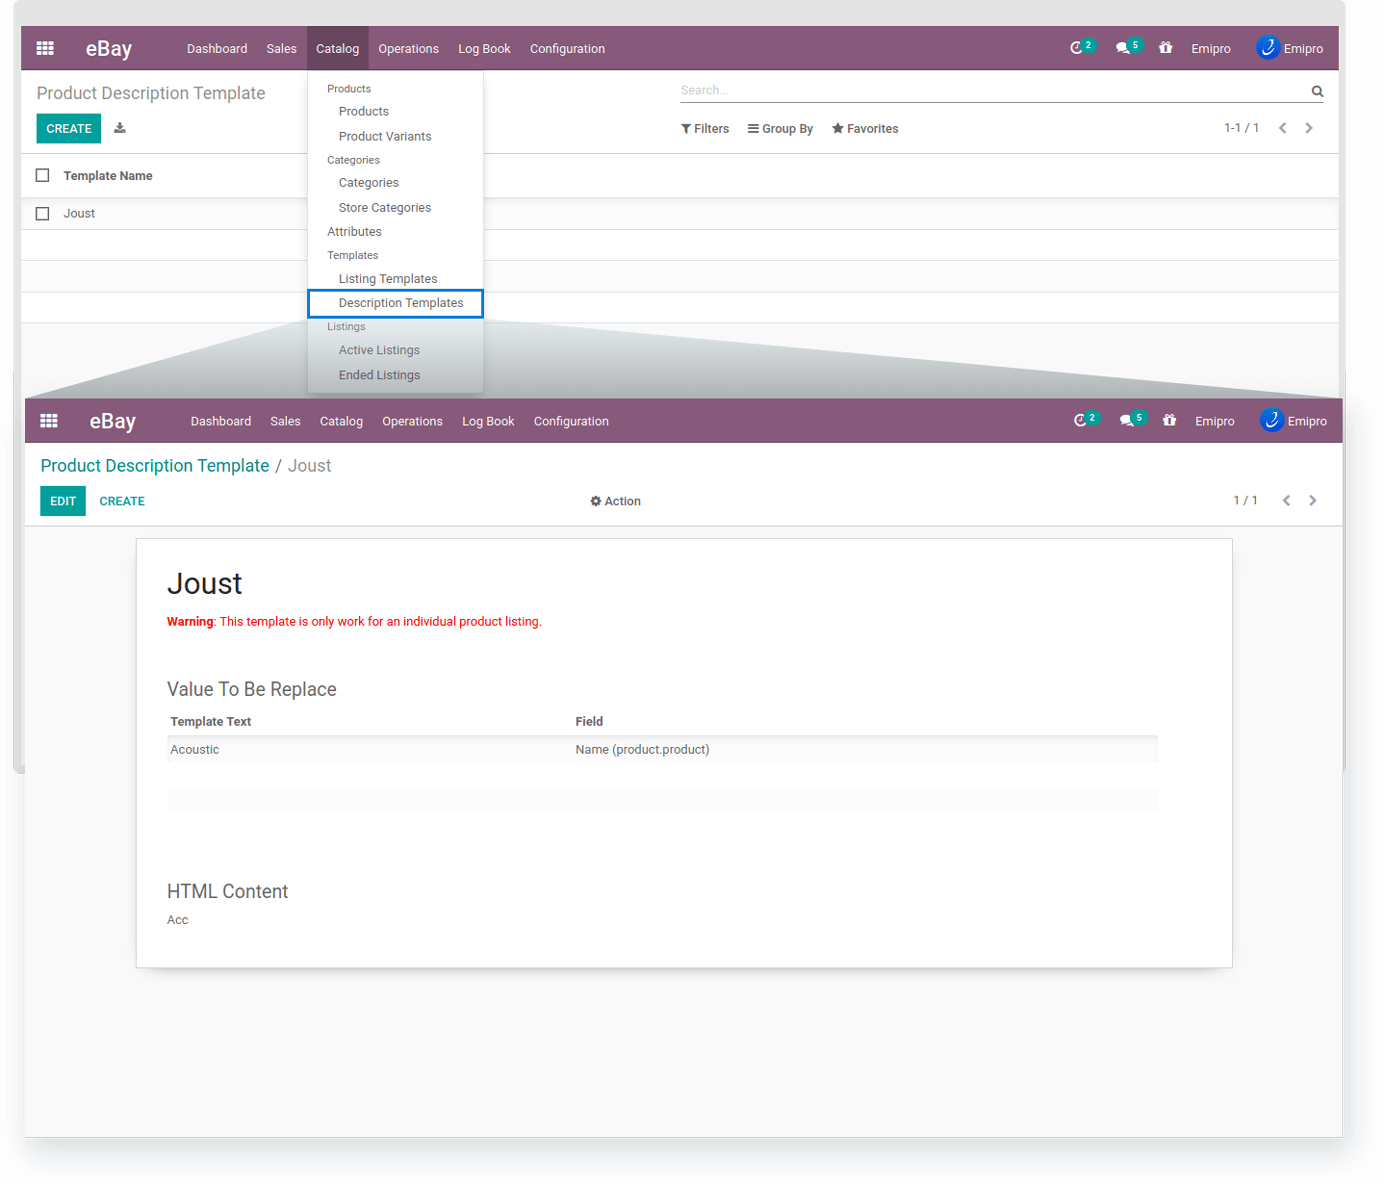 eBay Dashboard Sales Catalog Operations Log Book Configuration 2 5 Emipro Emipro
Product Description Template
Search...
CREATE
Filters Group By Favorites 1-1 / 1
Template Name
Joust
Products
Products
Product Variants
Categories
Categories
Store Categories
Attributes
Templates
Listing Templates
Description Templates
Listings
Active Listings
Ended Listings
eBay Dashboard Sales Catalog Operations Log Book Configuration 2 5 Emipro Emipro
Product Description Template / Joust
EDIT CREATE Action 1 / 1
Joust
Warning: This template is only work for an individual product listing.
Value To Be Replace
Template Text Field
Acoustic Name (product.product)
HTML Content
Acc